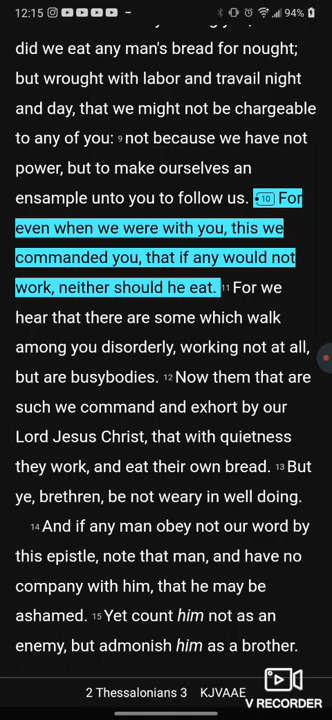 12:15 94%
did we eat any man's bread for nought;
but wrought with labor and travail night
and day, that we might not be chargeable
to any of you: 9 not because we have not
power, but to make ourselves an
ensample unto you to follow us. 10 For
even when we were with you, this we
commanded you, that if any would not
work, neither should he eat. 11 For we
hear that there are some which walk
among you disorderly, working not at all,
but are busybodies. 12 Now them that are
such we command and exhort by our
Lord Jesus Christ, that with quietness
they work, and eat their own bread. 13 But
ye, brethren, be not weary in well doing.
14 And if any man obey not our word by
this epistle, note that man, and have no
company with him, that he may be
ashamed. 15 Yet count him not as an
enemy, but admonish him as a brother.
2 Thessalonians 3 KJVAAE
V RECORDER